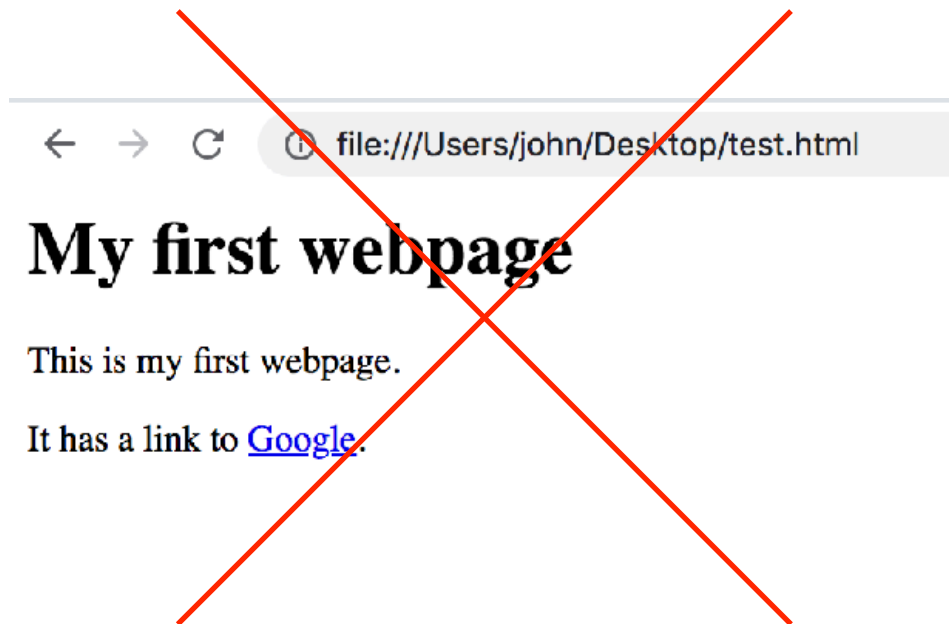 file:///Users/john/Desktop/test.html
My first webpage
This is my first webpage.
It has a link to Google.